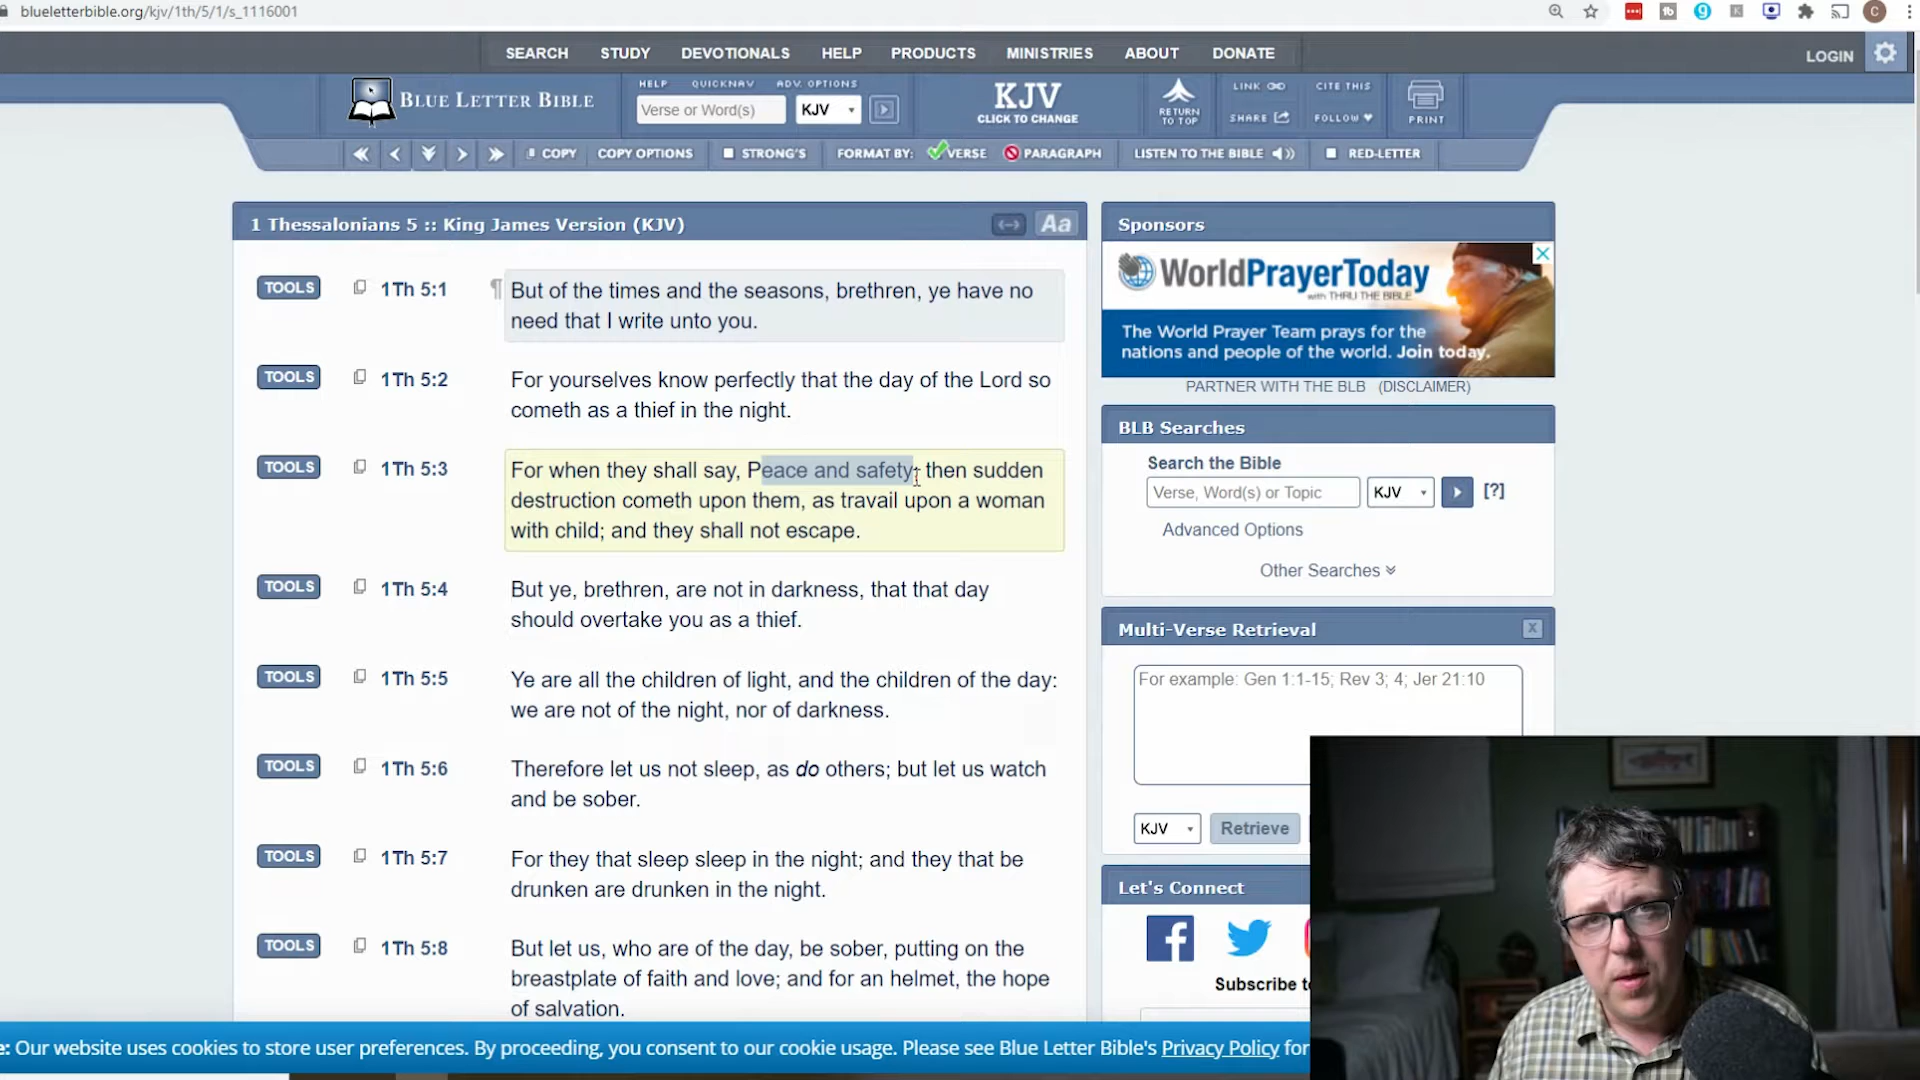 blueletterbible.org/kjv/1th/5/1/s_1116001
SEARCH STUDY DEVOTIONALS HELP PRODUCTS MINISTRIES ABOUT DONATE
LOGIN
HELP QUICKNAV ADV. OPTIONS
BLUE LETTER BIBLE
Verse or Word(s) KJV
KJV
CLICK TO CHANGE
RETURN
TO TOP
LINK CITE THIS
SHARE FOLLOW
PRINT
COPY COPY OPTIONS STRONG'S FORMAT BY: VERSE PARAGRAPH LISTEN TO THE BIBLE RED-LETTER
1 Thessalonians 5 :: King James Version (KJV) Aa
TOOLS 1Th 5:1 ¶ But of the times and the seasons, brethren, ye have no
need that I write unto you.
TOOLS 1Th 5:2 For yourselves know perfectly that the day of the Lord so
cometh as a thief in the night.
TOOLS 1Th 5:3 For when they shall say, Peace and safety; then sudden
destruction cometh upon them, as travail upon a woman
with child; and they shall not escape.
TOOLS 1Th 5:4 But ye, brethren, are not in darkness, that that day
should overtake you as a thief.
TOOLS 1Th 5:5 Ye are all the children of light, and the children of the day:
we are not of the night, nor of darkness.
TOOLS 1Th 5:6 Therefore let us not sleep, as do others; but let us watch
and be sober.
TOOLS 1Th 5:7 For they that sleep sleep in the night; and they that be
drunken are drunken in the night.
TOOLS 1Th 5:8 But let us, who are of the day, be sober, putting on the
breastplate of faith and love; and for an helmet, the hope
of salvation.
Sponsors
WorldPrayerToday
with THRU THE BIBLE
The World Prayer Team prays for the
nations and people of the world. Join today.
PARTNER WITH THE BLB (DISCLAIMER)
BLB Searches
Search the Bible
Verse, Word(s) or Topic KJV [?]
Advanced Options
Other Searches
Multi-Verse Retrieval X
For example: Gen 1:1-15; Rev 3; 4; Jer 21:10
KJV Retrieve
Let's Connect
Subscribe to
e: Our website uses cookies to store user preferences. By proceeding, you consent to our cookie usage. Please see Blue Letter Bible's Privacy Policy for